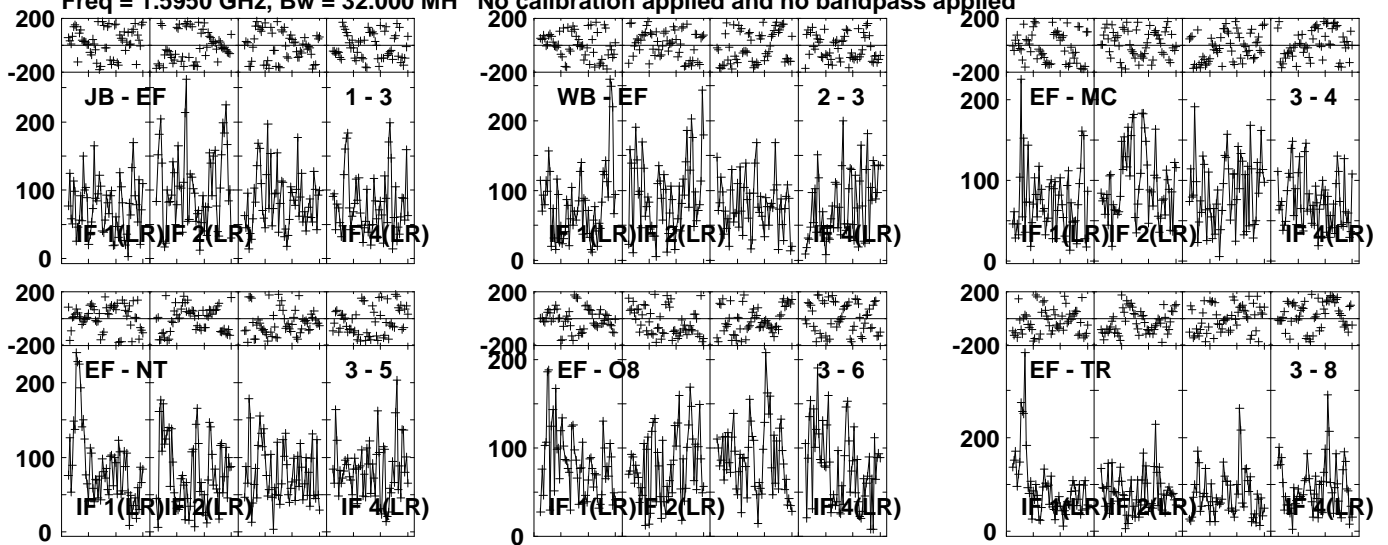 Freq = 1.5950 GHz, Bw = 32.000 MH No calibration applied and no bandpass applied
200
-200
JB - EF 1 - 3
200
100
0
IF 1(LR) IF 2(LR) IF 4(LR)
200
-200
WB - EF 2 - 3
200
100
0
IF 1(LR) IF 2(LR) IF 4(LR)
200
-200
EF - MC 3 - 4
200
100
0
IF 1(LR) IF 2(LR) IF 4(LR)
200
-200
EF - NT 3 - 5
200
100
0
IF 1(LR) IF 2(LR) IF 4(LR)
200
-200
EF - O8 3 - 6
200
100
0
IF 1(LR) IF 2(LR) IF 4(LR)
200
-200
EF - TR 3 - 8
200
0
IF 1(LR) IF 2(LR) IF 4(LR)